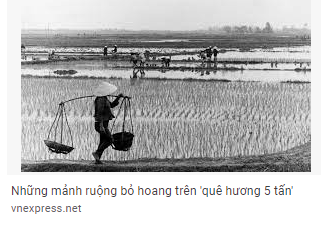 Những mảnh ruộng bỏ hoang trên 'quê hương 5 tấn'
vnexpress.net